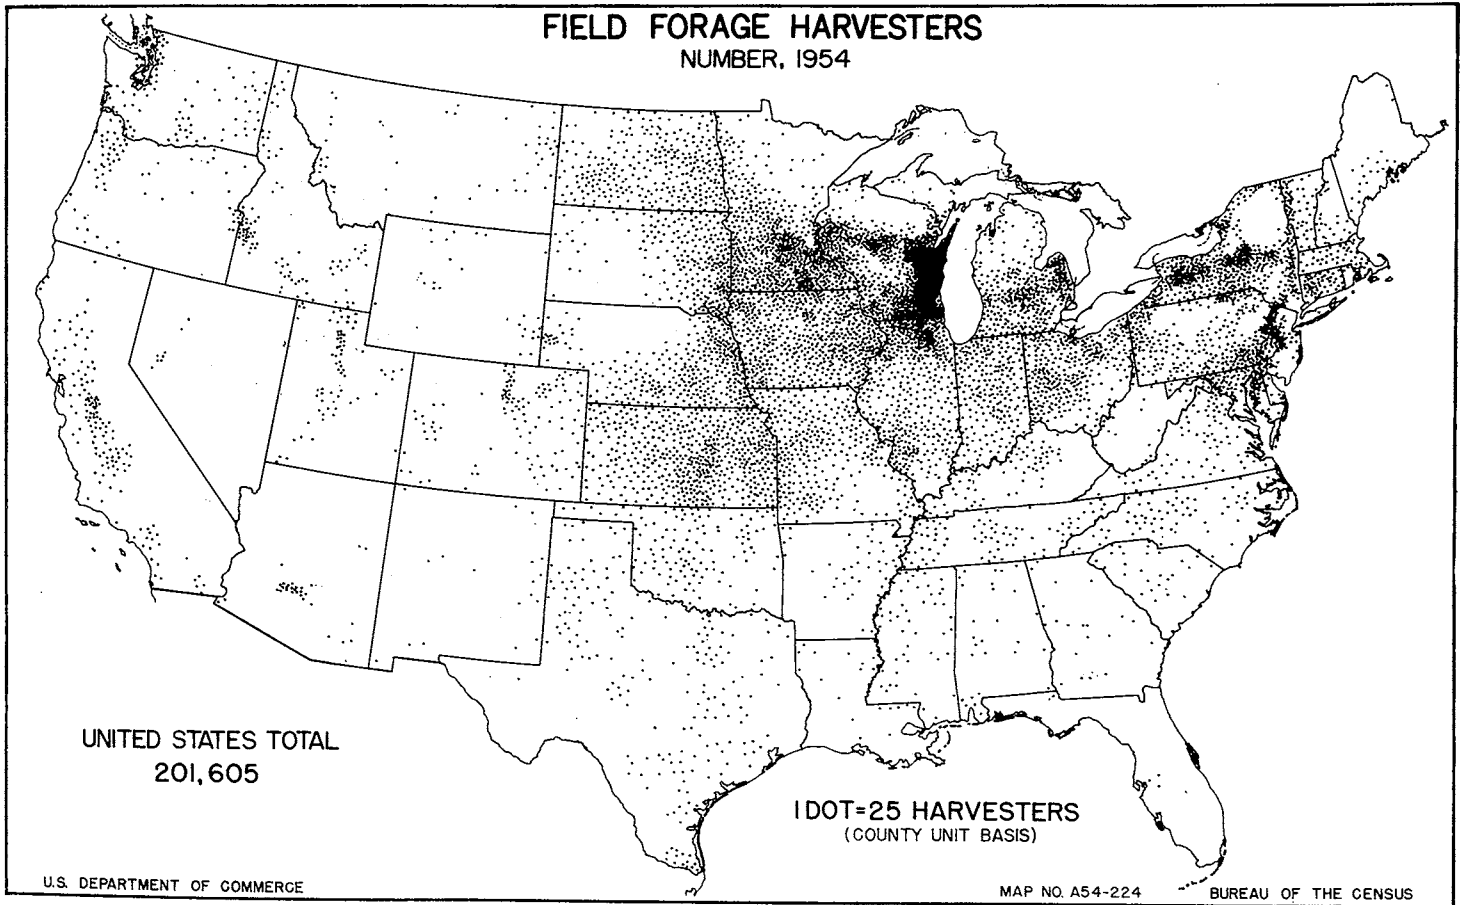 FIELD FORAGE HARVESTERS
NUMBER, 1954
UNITED STATES TOTAL
201,605
1 DOT=25 HARVESTERS
(COUNTY UNIT BASIS)
U.S. DEPARTMENT OF COMMERCE
MAP NO. A54-224
BUREAU OF THE CENSUS